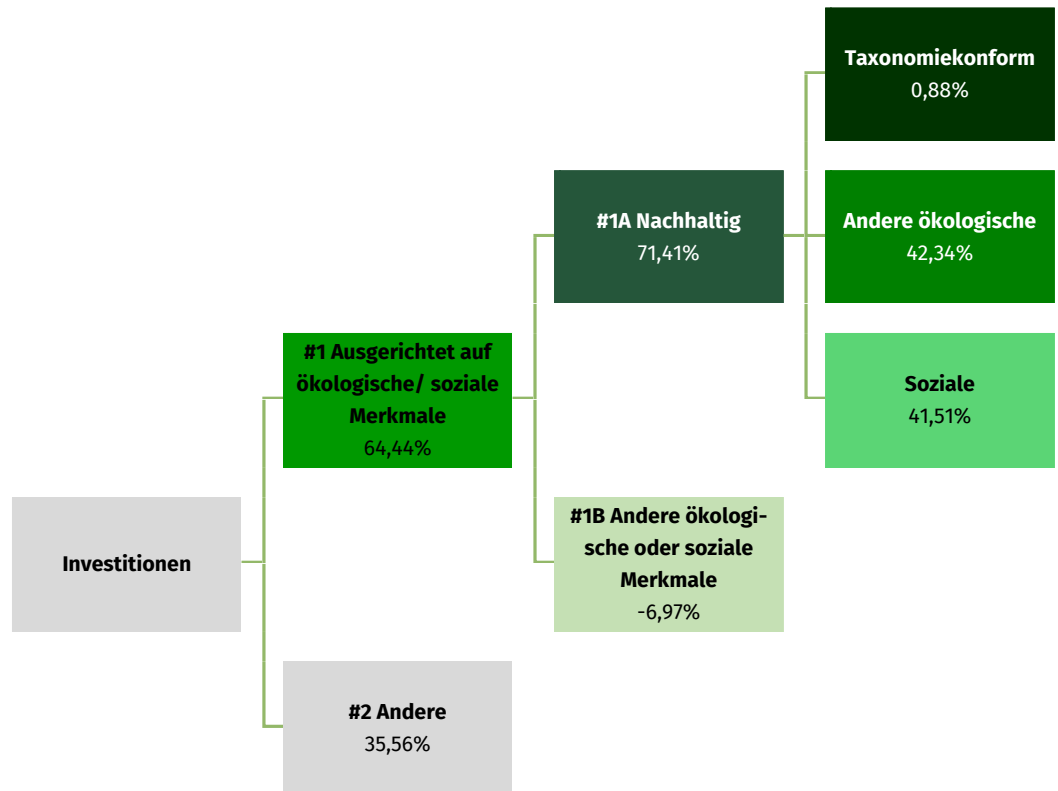 Taxonomiekonform
0,88%
#1A Nachhaltig
71,41%
Andere ökologische
42,34%
#1 Ausgerichtet auf
ökologische/ soziale
Merkmale
64,44%
Soziale
41,51%
Investitionen
#1B Andere ökologi-
sche oder soziale
Merkmale
-6,97%
#2 Andere
35,56%